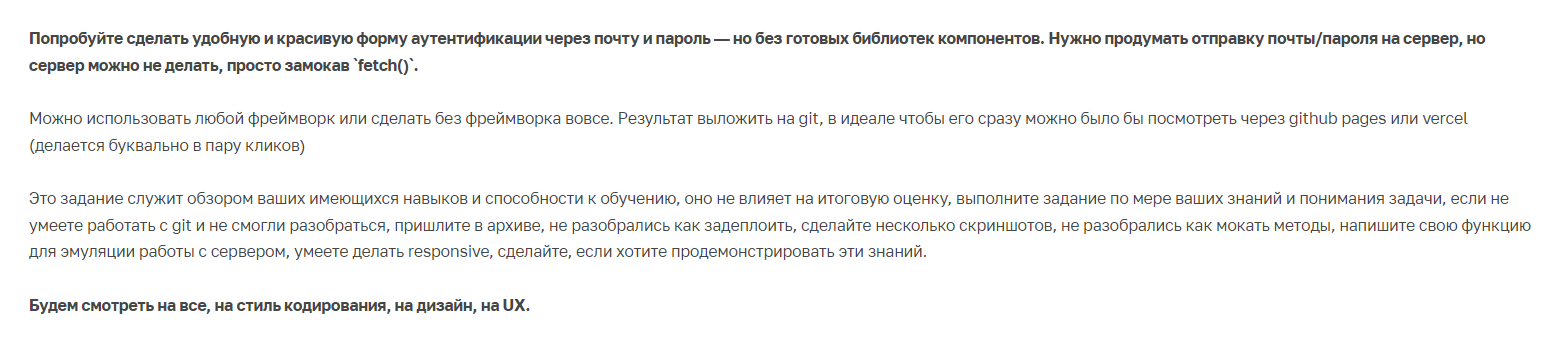 Попробуйте сделать удобную и красивую форму аутентификации через почту и пароль — но без готовых библиотек компонентов. Нужно продумать отправку почты/пароля на сервер, но
сервер можно не делать, просто замокав `fetch()`.
Можно использовать любой фреймворк или сделать без фреймворка вовсе. Результат выложить на git, в идеале чтобы его сразу можно было бы посмотреть через github pages или vercel
(делается буквально в пару кликов)
Это задание служит обзором ваших имеющихся навыков и способности к обучению, оно не влияет на итоговую оценку, выполните задание по мере ваших знаний и понимания задачи, если не
умеете работать с git и не смогли разобраться, пришлите в архиве, не разобрались как задеплоить, сделайте несколько скриншотов, не разобрались как мокать методы, напишите свою функцию
для эмуляции работы с сервером, умеете делать responsive, сделайте, если хотите продемонстрировать эти знаний.
Будем смотреть на все, на стиль кодирования, на дизайн, на UX.